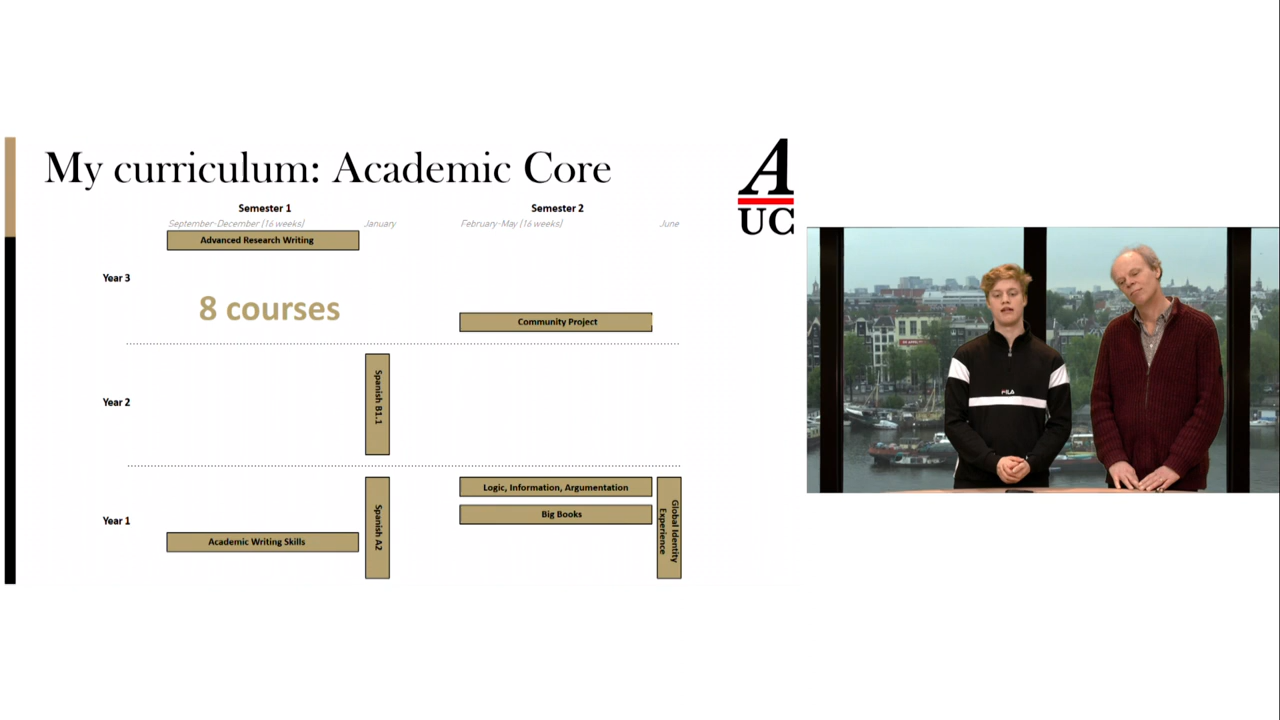 My curriculum: Academic Core
A
UC
Semester 1
Semester 2
September-December [16 weeks]
January
February-May [16 weeks]
June
Advanced Research Writing
Year 3
8 courses
Community Project
Spanish B1.1
Year 2
Logic, Information, Argumentation
Big Books
Global Identity
Experience
Spanish A2
Year 1
Academic Writing Skills
FILA